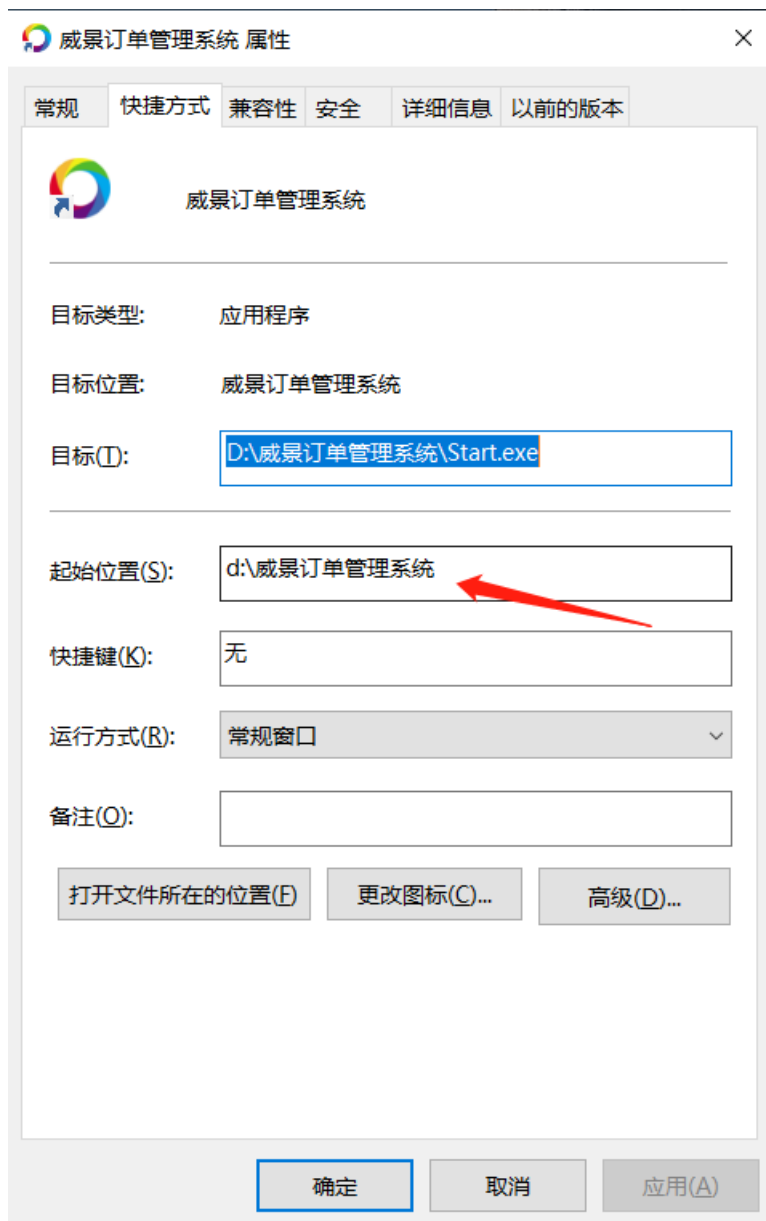 威景订单管理系统 属性
常规 快捷方式 兼容性 安全 详细信息 以前的版本
威景订单管理系统
目标类型: 应用程序
目标位置: 威景订单管理系统
目标(T): D:\威景订单管理系统\Start.exe
起始位置(S): d:\威景订单管理系统
快捷键(K): 无
运行方式(R): 常规窗口
备注(O):
打开文件所在的位置(F) 更改图标(C)... 高级(D)...
确定 取消 应用(A)